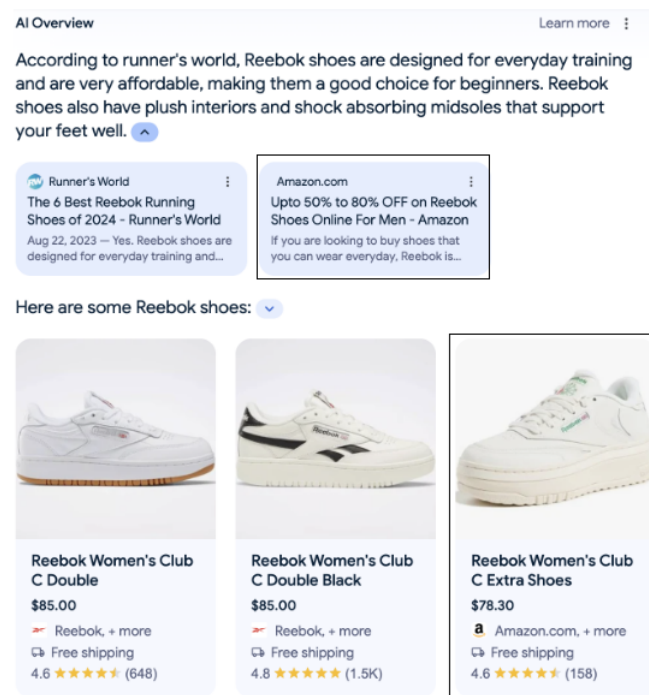 AI Overview
Learn more
According to runner's world, Reebok shoes are designed for everyday training
and are very affordable, making them a good choice for beginners. Reebok
shoes also have plush interiors and shock absorbing midsoles that support
your feet well.
Runner's World
The 6 Best Reebok Running
Shoes of 2024 - Runner's World
Aug 22, 2023 — Yes. Reebok shoes are
designed for everyday training and...
Amazon.com
Upto 50% to 80% OFF on Reebok
Shoes Online For Men - Amazon
If you are looking to buy shoes that
you can wear everyday, Reebok is...
Here are some Reebok shoes:
Reebok Women's Club
C Double
$85.00
Reebok, + more
Free shipping
4.6 ★★★★★ (648)
Reebok Women's Club
C Double Black
$85.00
Reebok, + more
Free shipping
4.8 ★★★★★ (1.5K)
Reebok Women's Club
C Extra Shoes
$78.30
Amazon.com, + more
Free shipping
4.6 ★★★★★ (158)